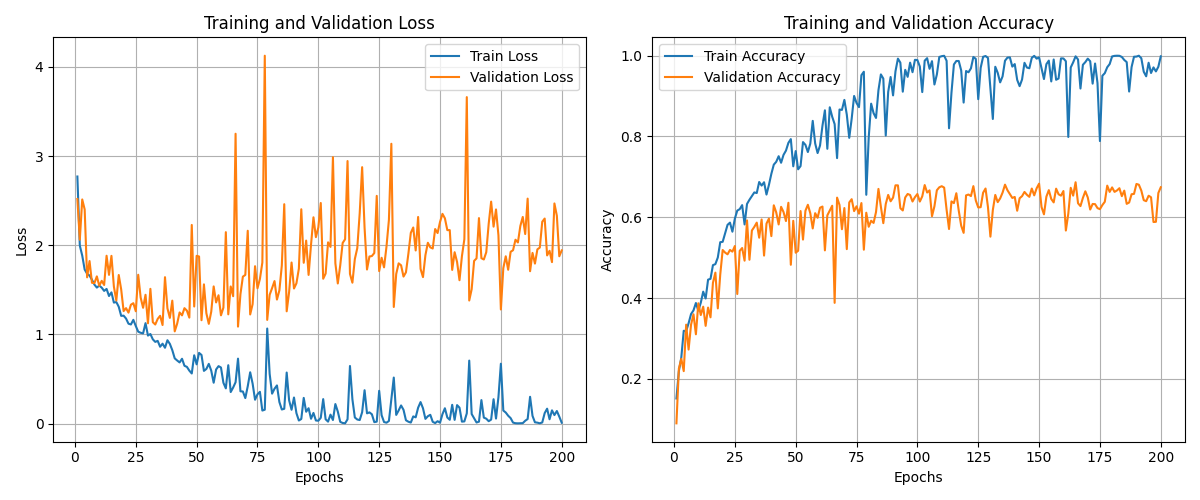 Training and Validation Loss
Train Loss
Validation Loss
Loss
4
3
2
1
0
0 25 50 75 100 125 150 175 200
Epochs
Training and Validation Accuracy
Train Accuracy
Validation Accuracy
Accuracy
1.0
0.8
0.6
0.4
0.2
0 25 50 75 100 125 150 175 200
Epochs